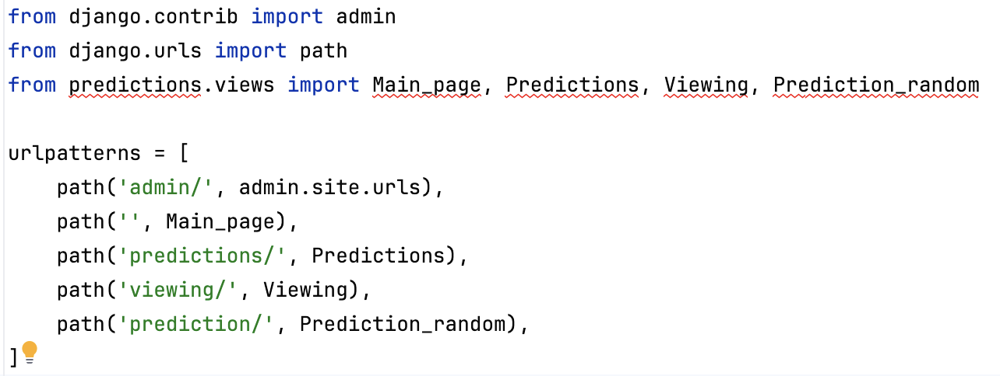 from django.contrib import admin
from django.urls import path
from predictions.views import Main_page, Predictions, Viewing, Prediction_random
urlpatterns = [
    path('admin/', admin.site.urls),
    path('', Main_page),
    path('predictions/', Predictions),
    path('viewing/', Viewing),
    path('prediction/', Prediction_random),
]